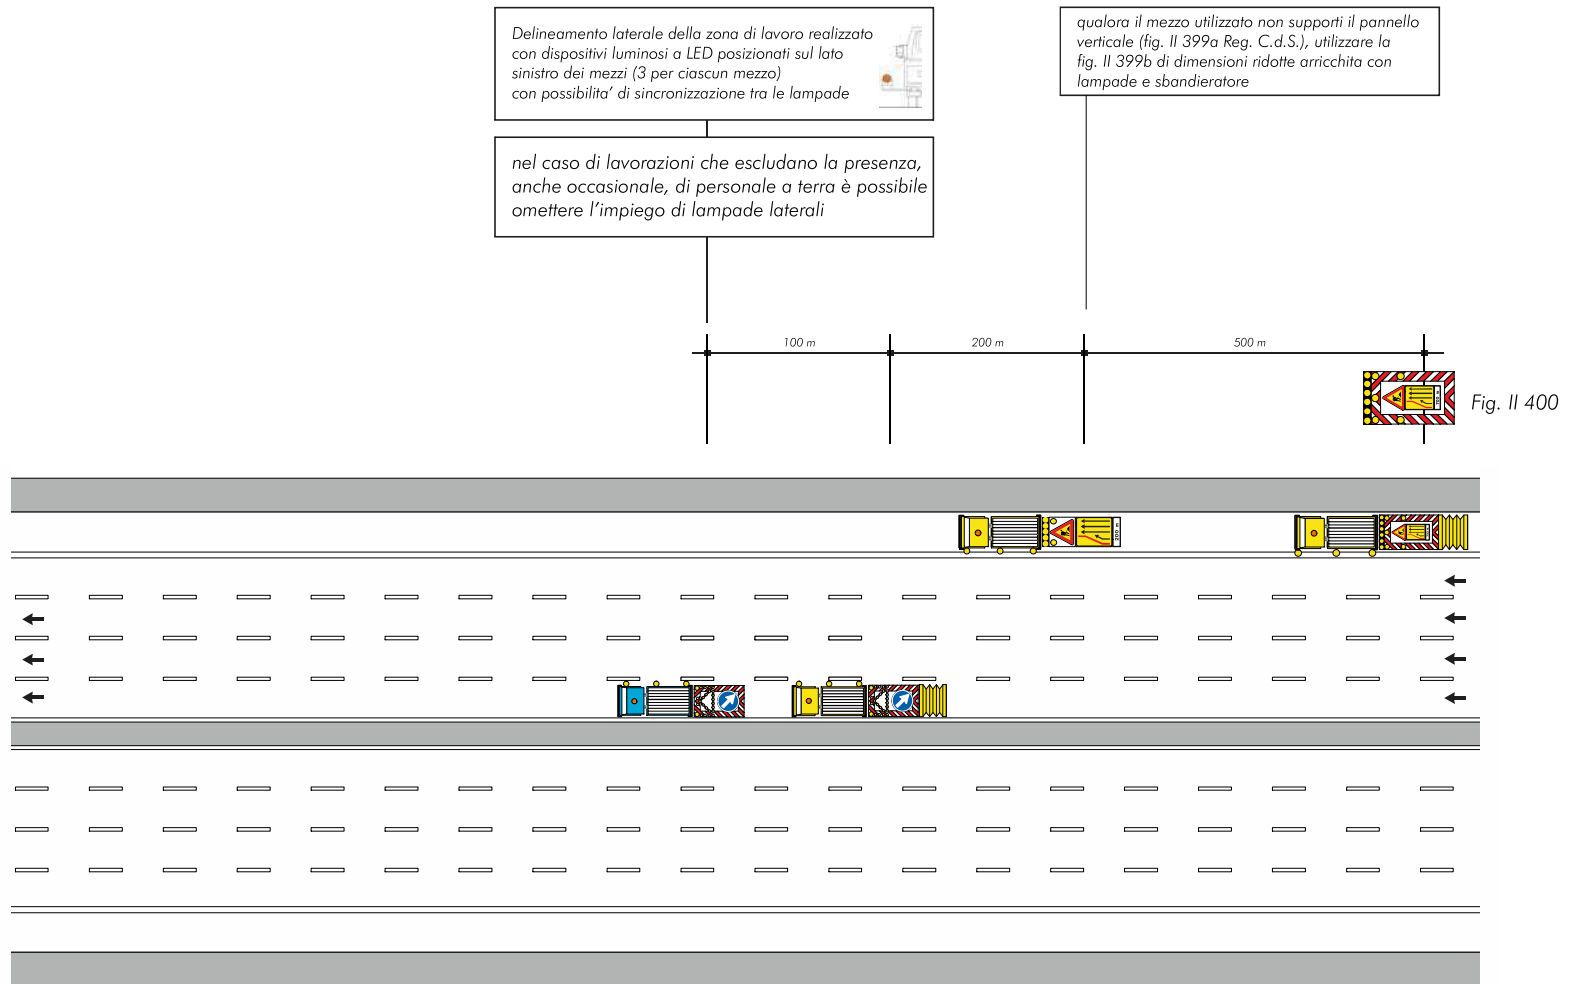 Delineamento laterale della zona di lavoro realizzato
con dispositivi luminosi a LED posizionati sul lato
sinistro dei mezzi (3 per ciascun mezzo)
con possibilita’ di sincronizzazione tra le lampade
qualora il mezzo utilizzato non supporti il pannello
verticale (fig. II 399a Reg. C.d.S.), utilizzare la
fig. II 399b di dimensioni ridotte arricchita con
lampade e sbandieratore
nel caso di lavorazioni che escludano la presenza,
anche occasionale, di personale a terra è possibile
omettere l’impiego di lampade laterali
100 m
200 m
500 m
700 m
Fig. II 400
200 m